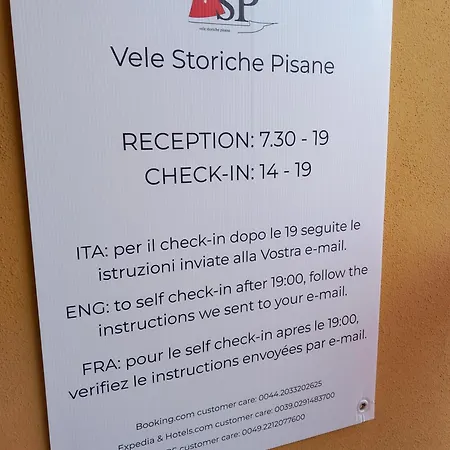 SP
vele storiche pisane
Vele Storiche Pisane
RECEPTION: 7.30 - 19
CHECK-IN: 14 - 19
ITA: per il check-in dopo le 19 seguite le
istruzioni inviate alla Vostra e-mail.
ENG: to self check-in after 19:00, follow the
instructions we sent to your e-mail.
FRA: pour le self check-in apres le 19:00,
verifiez le instructions envoyées par e-mail.
Booking.com customer care: 0044.2033202625
Expedia & Hotels.com customer care: 0039.0291483700
customer care: 0049.2212077600